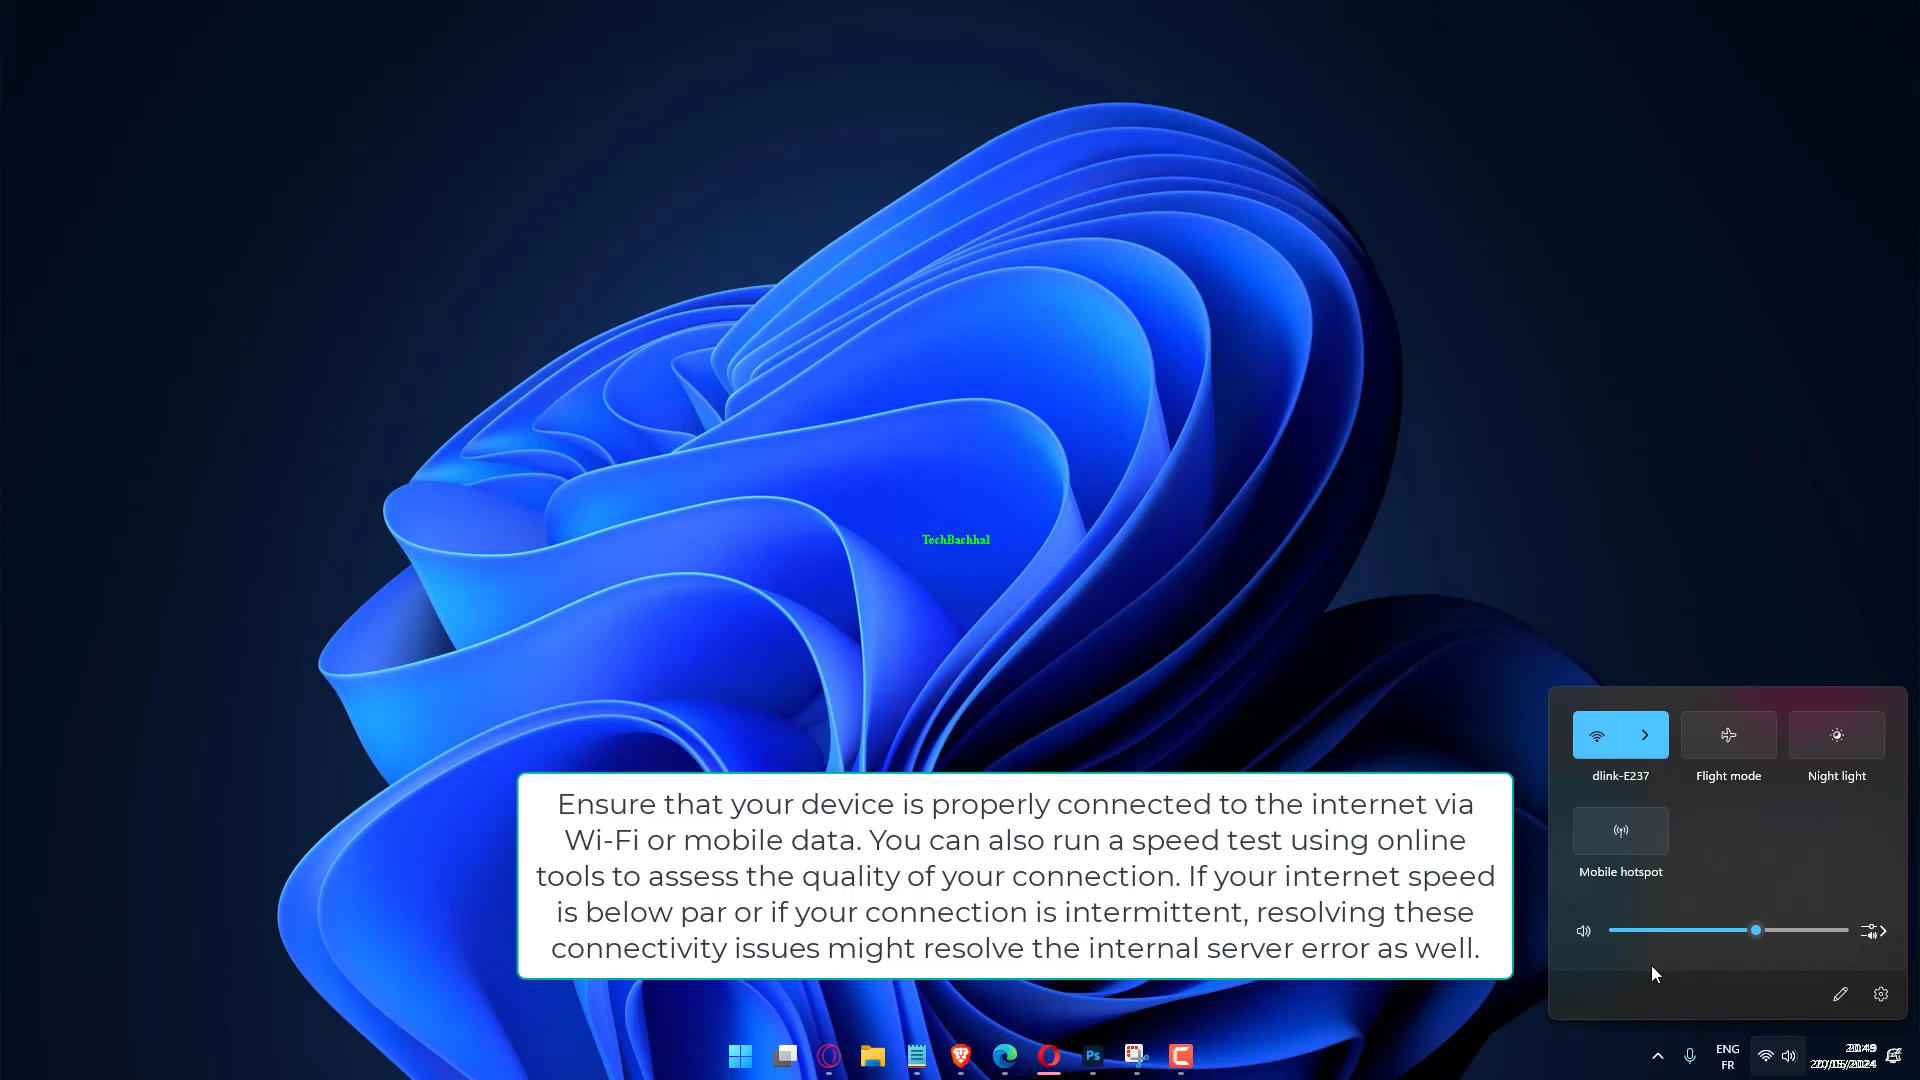 TechBachhal
dlink-E237
Flight mode
Night light
Mobile hotspot
Ensure that your device is properly connected to the internet via
Wi-Fi or mobile data. You can also run a speed test using online
tools to assess the quality of your connection. If your internet speed
is below par or if your connection is intermittent, resolving these
connectivity issues might resolve the internal server error as well.
Ps
ENG
FR